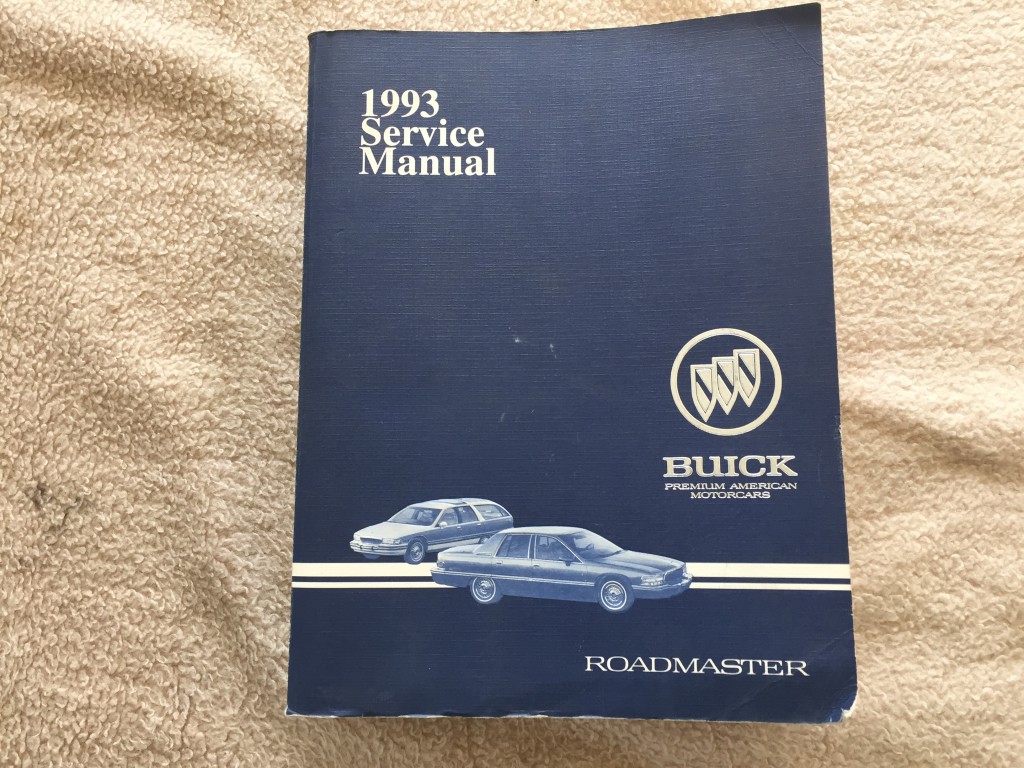 1993
Service
Manual
BUICK
PREMIUM AMERICAN
MOTORCARS
ROADMASTER